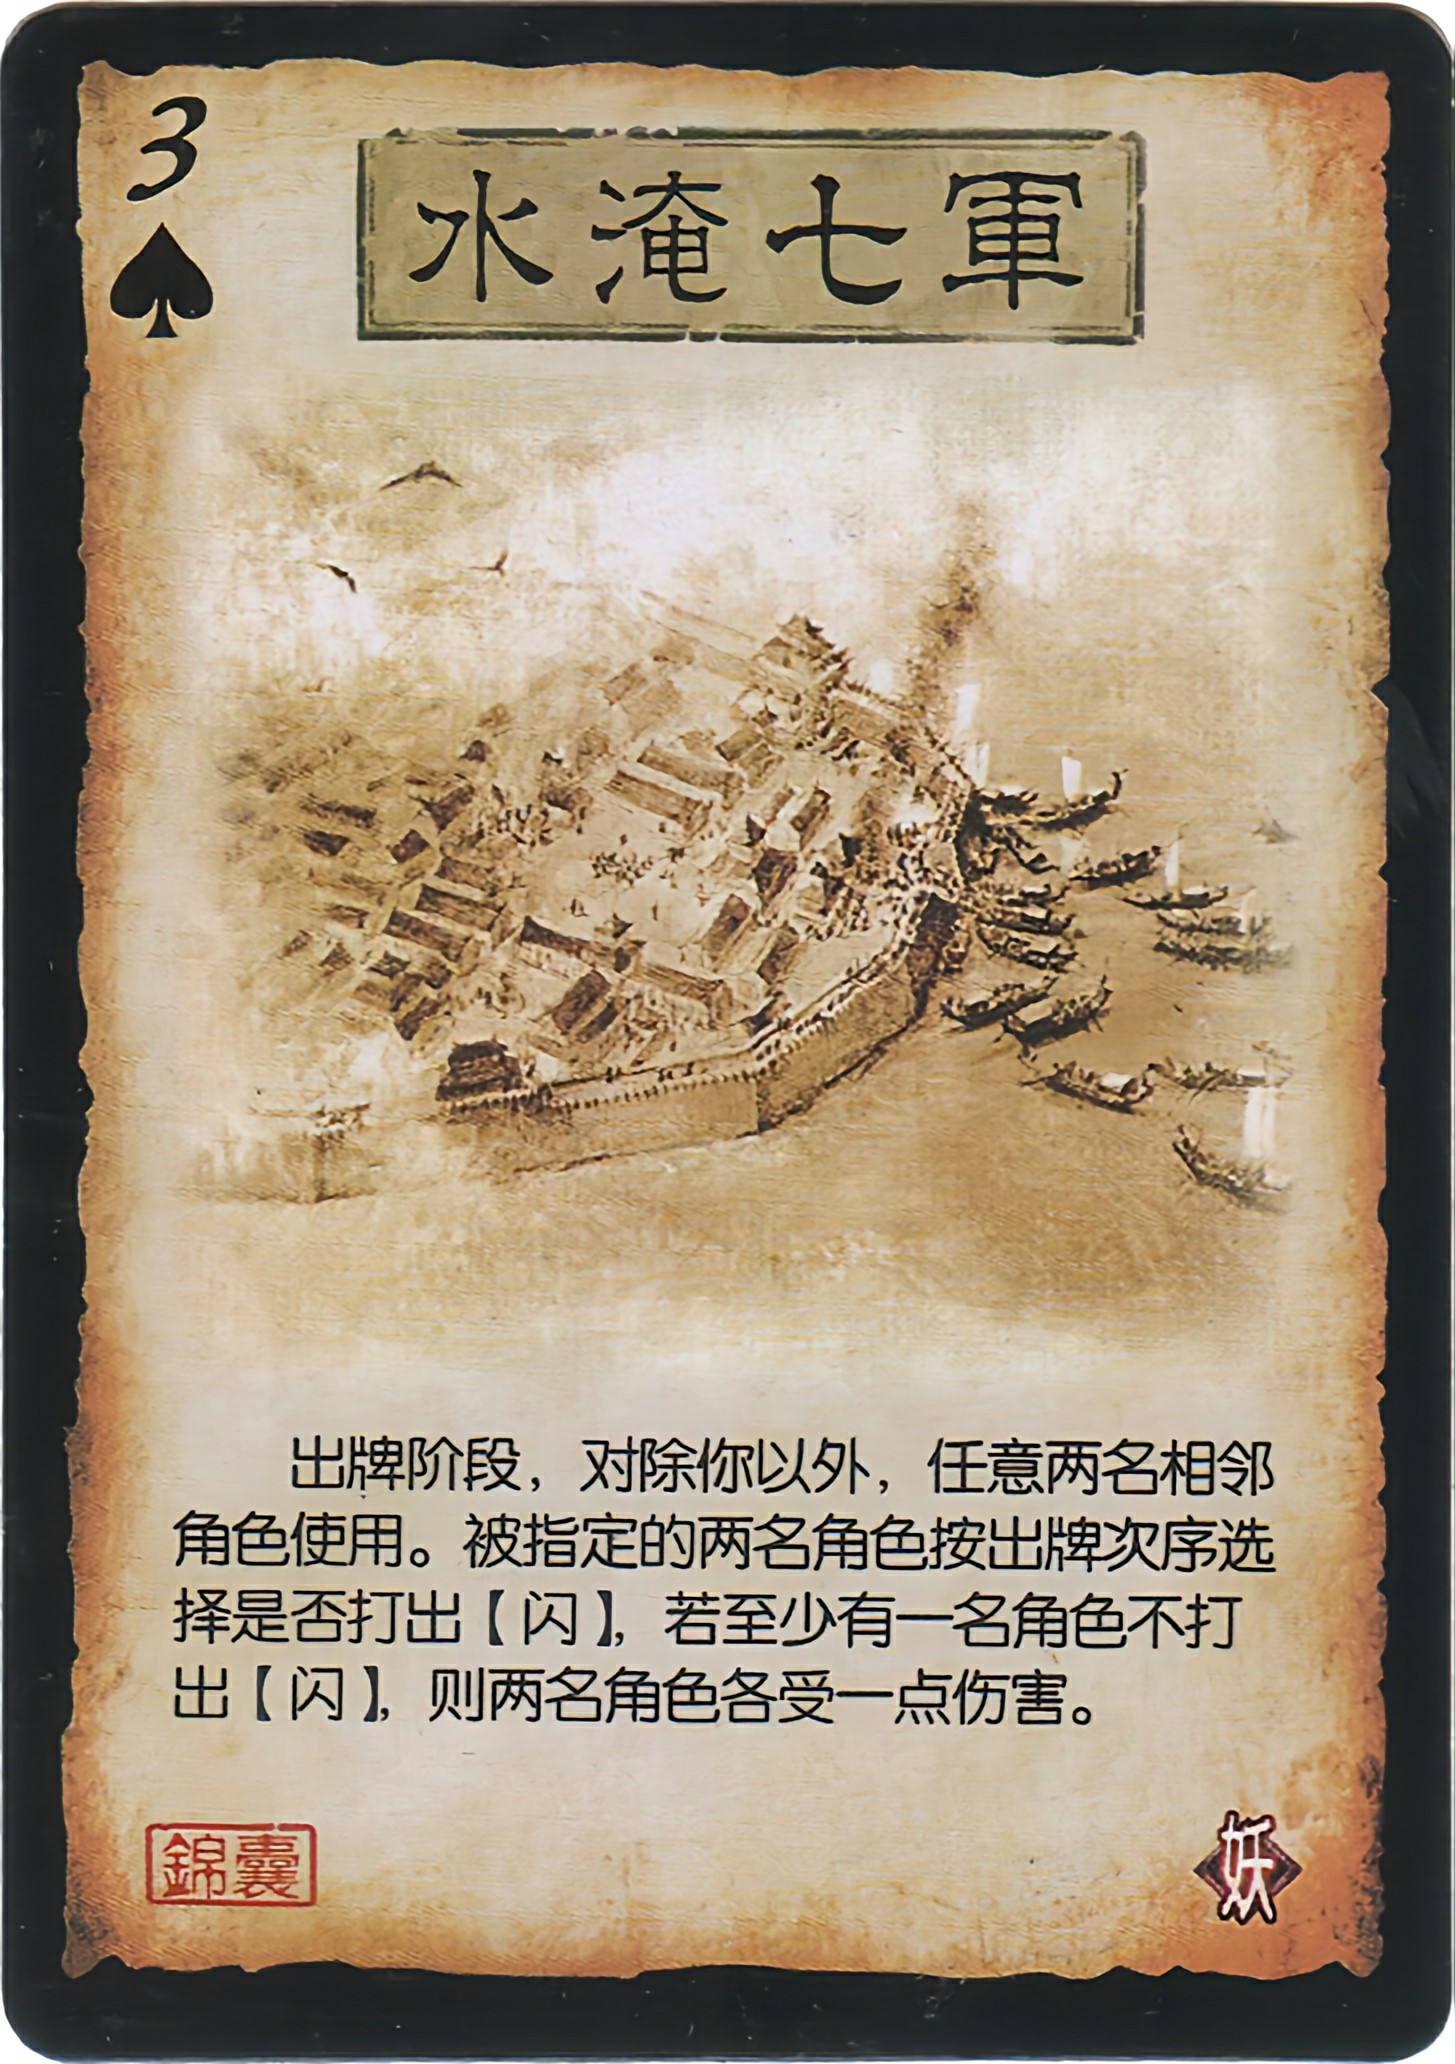 3
水淹七軍
出牌阶段，对除你以外，任意两名相邻
角色使用。被指定的两名角色按出牌次序选
择是否打出【闪】，若至少有一名角色不打
出【闪】，则两名角色各受一点伤害。
錦囊
妖